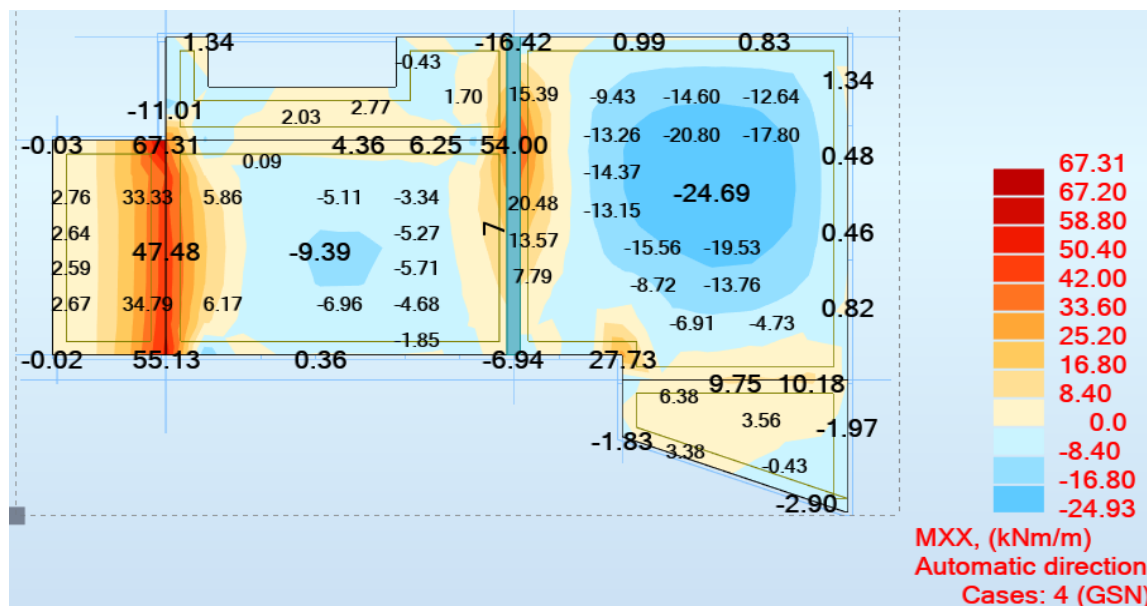 1.34 -16.42 0.99 0.83
-0.43
1.34
-11.01 2.03 2.77 1.70 15.39 -9.43 -14.60 -12.64
-13.26 -20.80 -17.80
-0.03 67.31 0.09 4.36 6.25 54.00 0.48
-14.37
2.76 33.33 5.86 -5.11 -3.34 20.48 -13.15 -24.69
2.64 -5.27 7 13.57 0.46
47.48 -9.39 -15.56 -19.53
2.59 -5.71 7.79 -8.72 -13.76
2.67 34.79 6.17 -6.96 -4.68 0.82
-6.91 -4.73
-1.85
-0.02 55.13 0.36 -6.94 27.73
9.75 10.18
6.38
3.56 -1.97
-1.83 3.38
-0.43
-2.90
67.31
67.20
58.80
50.40
42.00
33.60
25.20
16.80
8.40
0.0
-8.40
-16.80
-24.93
MXX, (kNm/m)
Automatic direction
Cases: 4 (GSN)